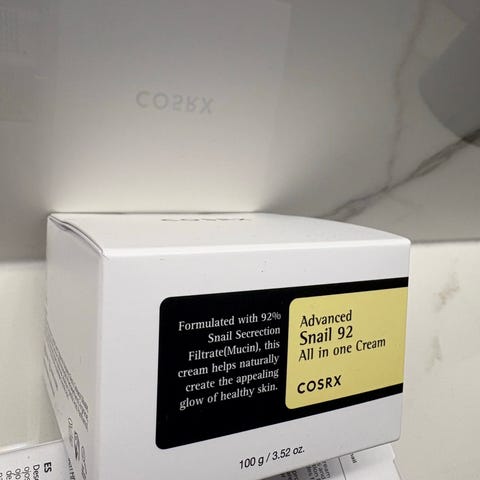 COSRX
COSRX
Formulated with 92%
Snail Secrection
Filtrate(Mucin), this
cream helps naturally
create the appealing
glow of healthy skin.
Advanced
Snail 92
All in one Cream
COSRX
100 g / 3.52 oz.
ES